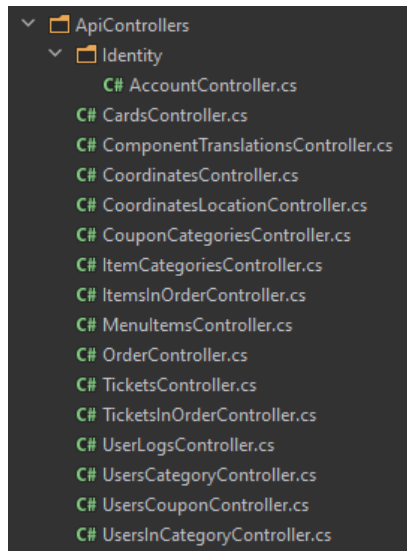 ApiControllers
Identity
C# AccountController.cs
C# CardsController.cs
C# ComponentTranslationsController.cs
C# CoordinatesController.cs
C# CoordinatesLocationController.cs
C# CouponCategoriesController.cs
C# ItemCategoriesController.cs
C# ItemsInOrderController.cs
C# MenuItemsController.cs
C# OrderController.cs
C# TicketsController.cs
C# TicketsInOrderController.cs
C# UserLogsController.cs
C# UsersCategoryController.cs
C# UsersCouponController.cs
C# UsersInCategoryController.cs